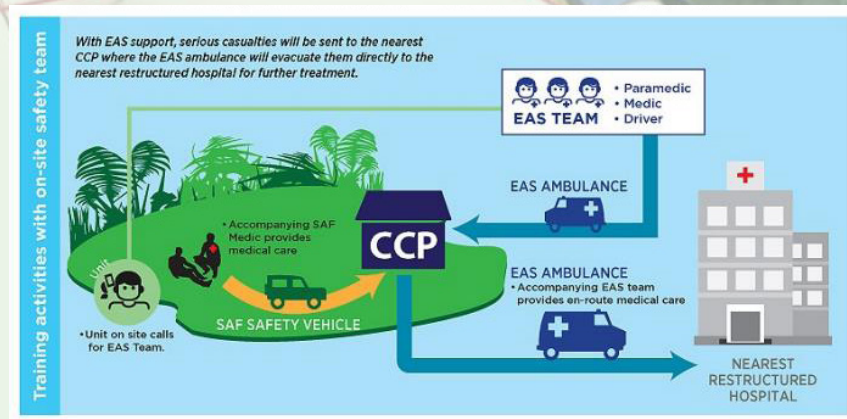 Training activities with on-site safety team
With EAS support, serious casualties will be sent to the nearest
CCP where the EAS ambulance will evacuate them directly to the
nearest restructured hospital for further treatment.
EAS TEAM
• Paramedic
• Medic
• Driver
EAS AMBULANCE
• Accompanying SAF
Medic provides
medical care
CCP
Unit
• Unit on site calls
for EAS Team.
SAF SAFETY VEHICLE
EAS AMBULANCE
• Accompanying EAS team
provides en-route medical care
NEAREST
RESTRUCTURED
HOSPITAL